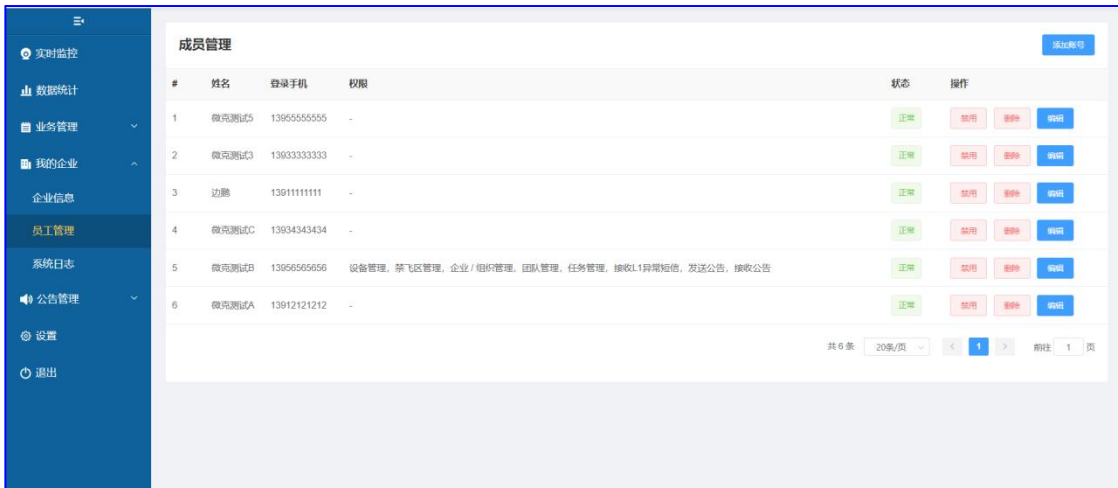 实时监控
数据统计
业务管理
我的企业
企业信息
员工管理
系统日志
公告管理
设置
退出
成员管理
添加账号
# 姓名 登录手机 权限 状态 操作
1 微克测试5 13955555555 - 正常 禁用 删除 编辑
2 微克测试3 13933333333 - 正常 禁用 删除 编辑
3 边鹏 13911111111 - 正常 禁用 删除 编辑
4 微克测试C 13934343434 - 正常 禁用 删除 编辑
5 微克测试B 13956565656 设备管理，禁飞区管理，企业 / 组织管理，团队管理，任务管理，接收L1异常短信，发送公告，接收公告 正常 禁用 删除 编辑
6 微克测试A 13912121212 - 正常 禁用 删除 编辑
共 6 条 20条/页 < 1 > 前往 1 页